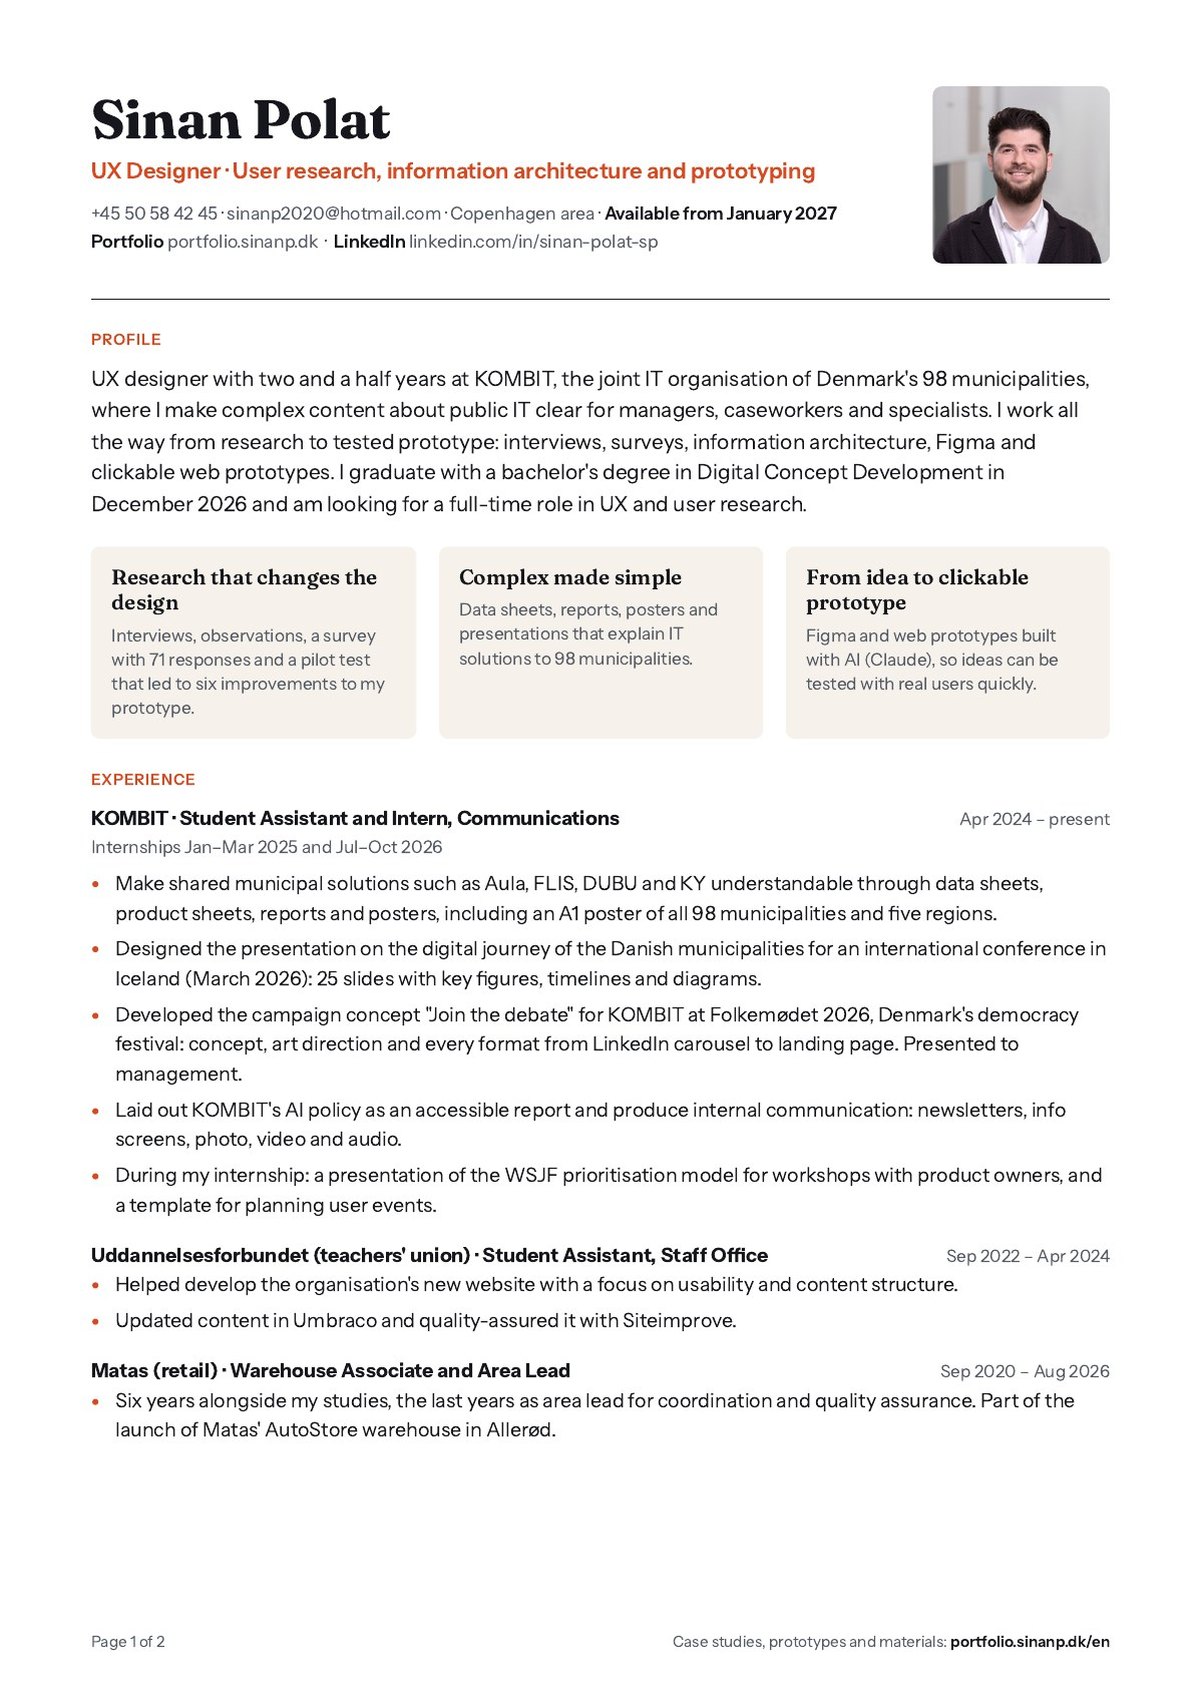 Sinan Polat
UX Designer · User research, information architecture and prototyping
+45 50 58 42 45 · sinanp2020@hotmail.com · Copenhagen area · Available from January 2027
Portfolio portfolio.sinanp.dk · LinkedIn linkedin.com/in/sinan-polat-sp
PROFILE
UX designer with two and a half years at KOMBIT, the joint IT organisation of Denmark's 98 municipalities,
where I make complex content about public IT clear for managers, caseworkers and specialists. I work all
the way from research to tested prototype: interviews, surveys, information architecture, Figma and
clickable web prototypes. I graduate with a bachelor's degree in Digital Concept Development in
December 2026 and am looking for a full-time role in UX and user research.
Research that changes the
design
Interviews, observations, a survey
with 71 responses and a pilot test
that led to six improvements to my
prototype.
Complex made simple
Data sheets, reports, posters and
presentations that explain IT
solutions to 98 municipalities.
From idea to clickable
prototype
Figma and web prototypes built
with AI (Claude), so ideas can be
tested with real users quickly.
EXPERIENCE
KOMBIT · Student Assistant and Intern, Communications Apr 2024 – present
Internships Jan–Mar 2025 and Jul–Oct 2026
• Make shared municipal solutions such as Aula, FLIS, DUBU and KY understandable through data sheets,
product sheets, reports and posters, including an A1 poster of all 98 municipalities and five regions.
• Designed the presentation on the digital journey of the Danish municipalities for an international conference in
Iceland (March 2026): 25 slides with key figures, timelines and diagrams.
• Developed the campaign concept "Join the debate" for KOMBIT at Folkemødet 2026, Denmark's democracy
festival: concept, art direction and every format from LinkedIn carousel to landing page. Presented to
management.
• Laid out KOMBIT's AI policy as an accessible report and produce internal communication: newsletters, info
screens, photo, video and audio.
• During my internship: a presentation of the WSJF prioritisation model for workshops with product owners, and
a template for planning user events.
Uddannelsesforbundet (teachers' union) · Student Assistant, Staff Office Sep 2022 – Apr 2024
• Helped develop the organisation's new website with a focus on usability and content structure.
• Updated content in Umbraco and quality-assured it with Siteimprove.
Matas (retail) · Warehouse Associate and Area Lead Sep 2020 – Aug 2026
• Six years alongside my studies, the last years as area lead for coordination and quality assurance. Part of the
launch of Matas' AutoStore warehouse in Allerød.
Page 1 of 2 Case studies, prototypes and materials: portfolio.sinanp.dk/en